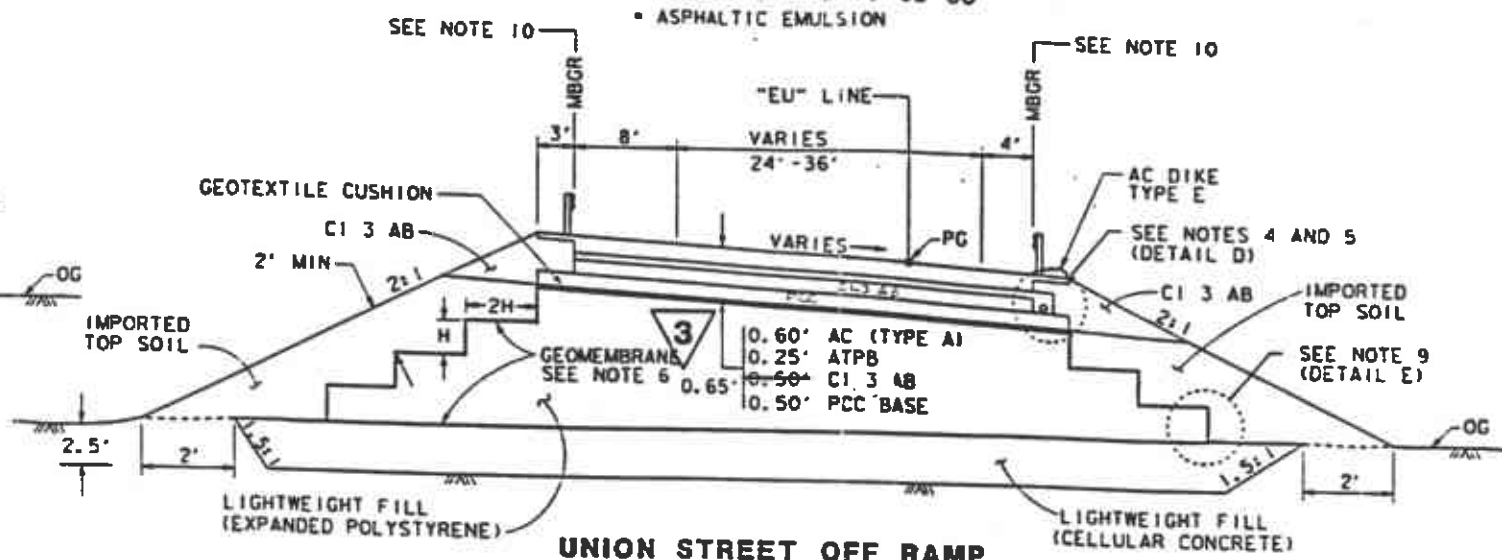 • ASPHALTIC EMULSION
SEE NOTE 10
SEE NOTE 10
MBGR
MBGR
"EU" LINE
3'
8'
VARIES
24'-36'
4'
AC DIKE
TYPE E
GEOTEXTILE CUSHION
CI 3 AB
2' MIN
2:1
VARIES
PG
SEE NOTES 4 AND 5
(DETAIL D)
OG
CI 3 AB
2:1
IMPORTED
TOP SOIL
IMPORTED
TOP SOIL
2H
H
PCC
3
GEOMEMBRANE
SEE NOTE 6
0.65'
0.60' AC (TYPE A)
0.25' ATPB
0.50' CI 3 AB
0.50' PCC BASE
SEE NOTE 9
(DETAIL E)
OG
2.5'
2'
1.5:1
1.5:1
2'
LIGHTWEIGHT FILL
(EXPANDED POLYSTYRENE)
LIGHTWEIGHT FILL
(CELLULAR CONCRETE)
UNION STREET OFF RAMP